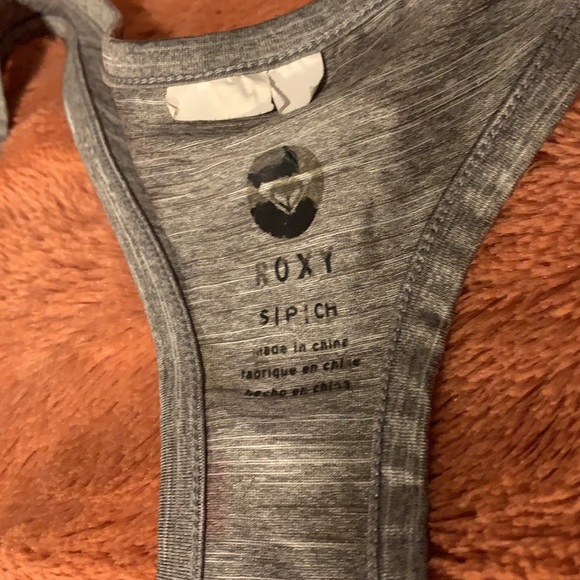 ROXY
S|P|CH
made in china
fabrique en chine
hecho en china